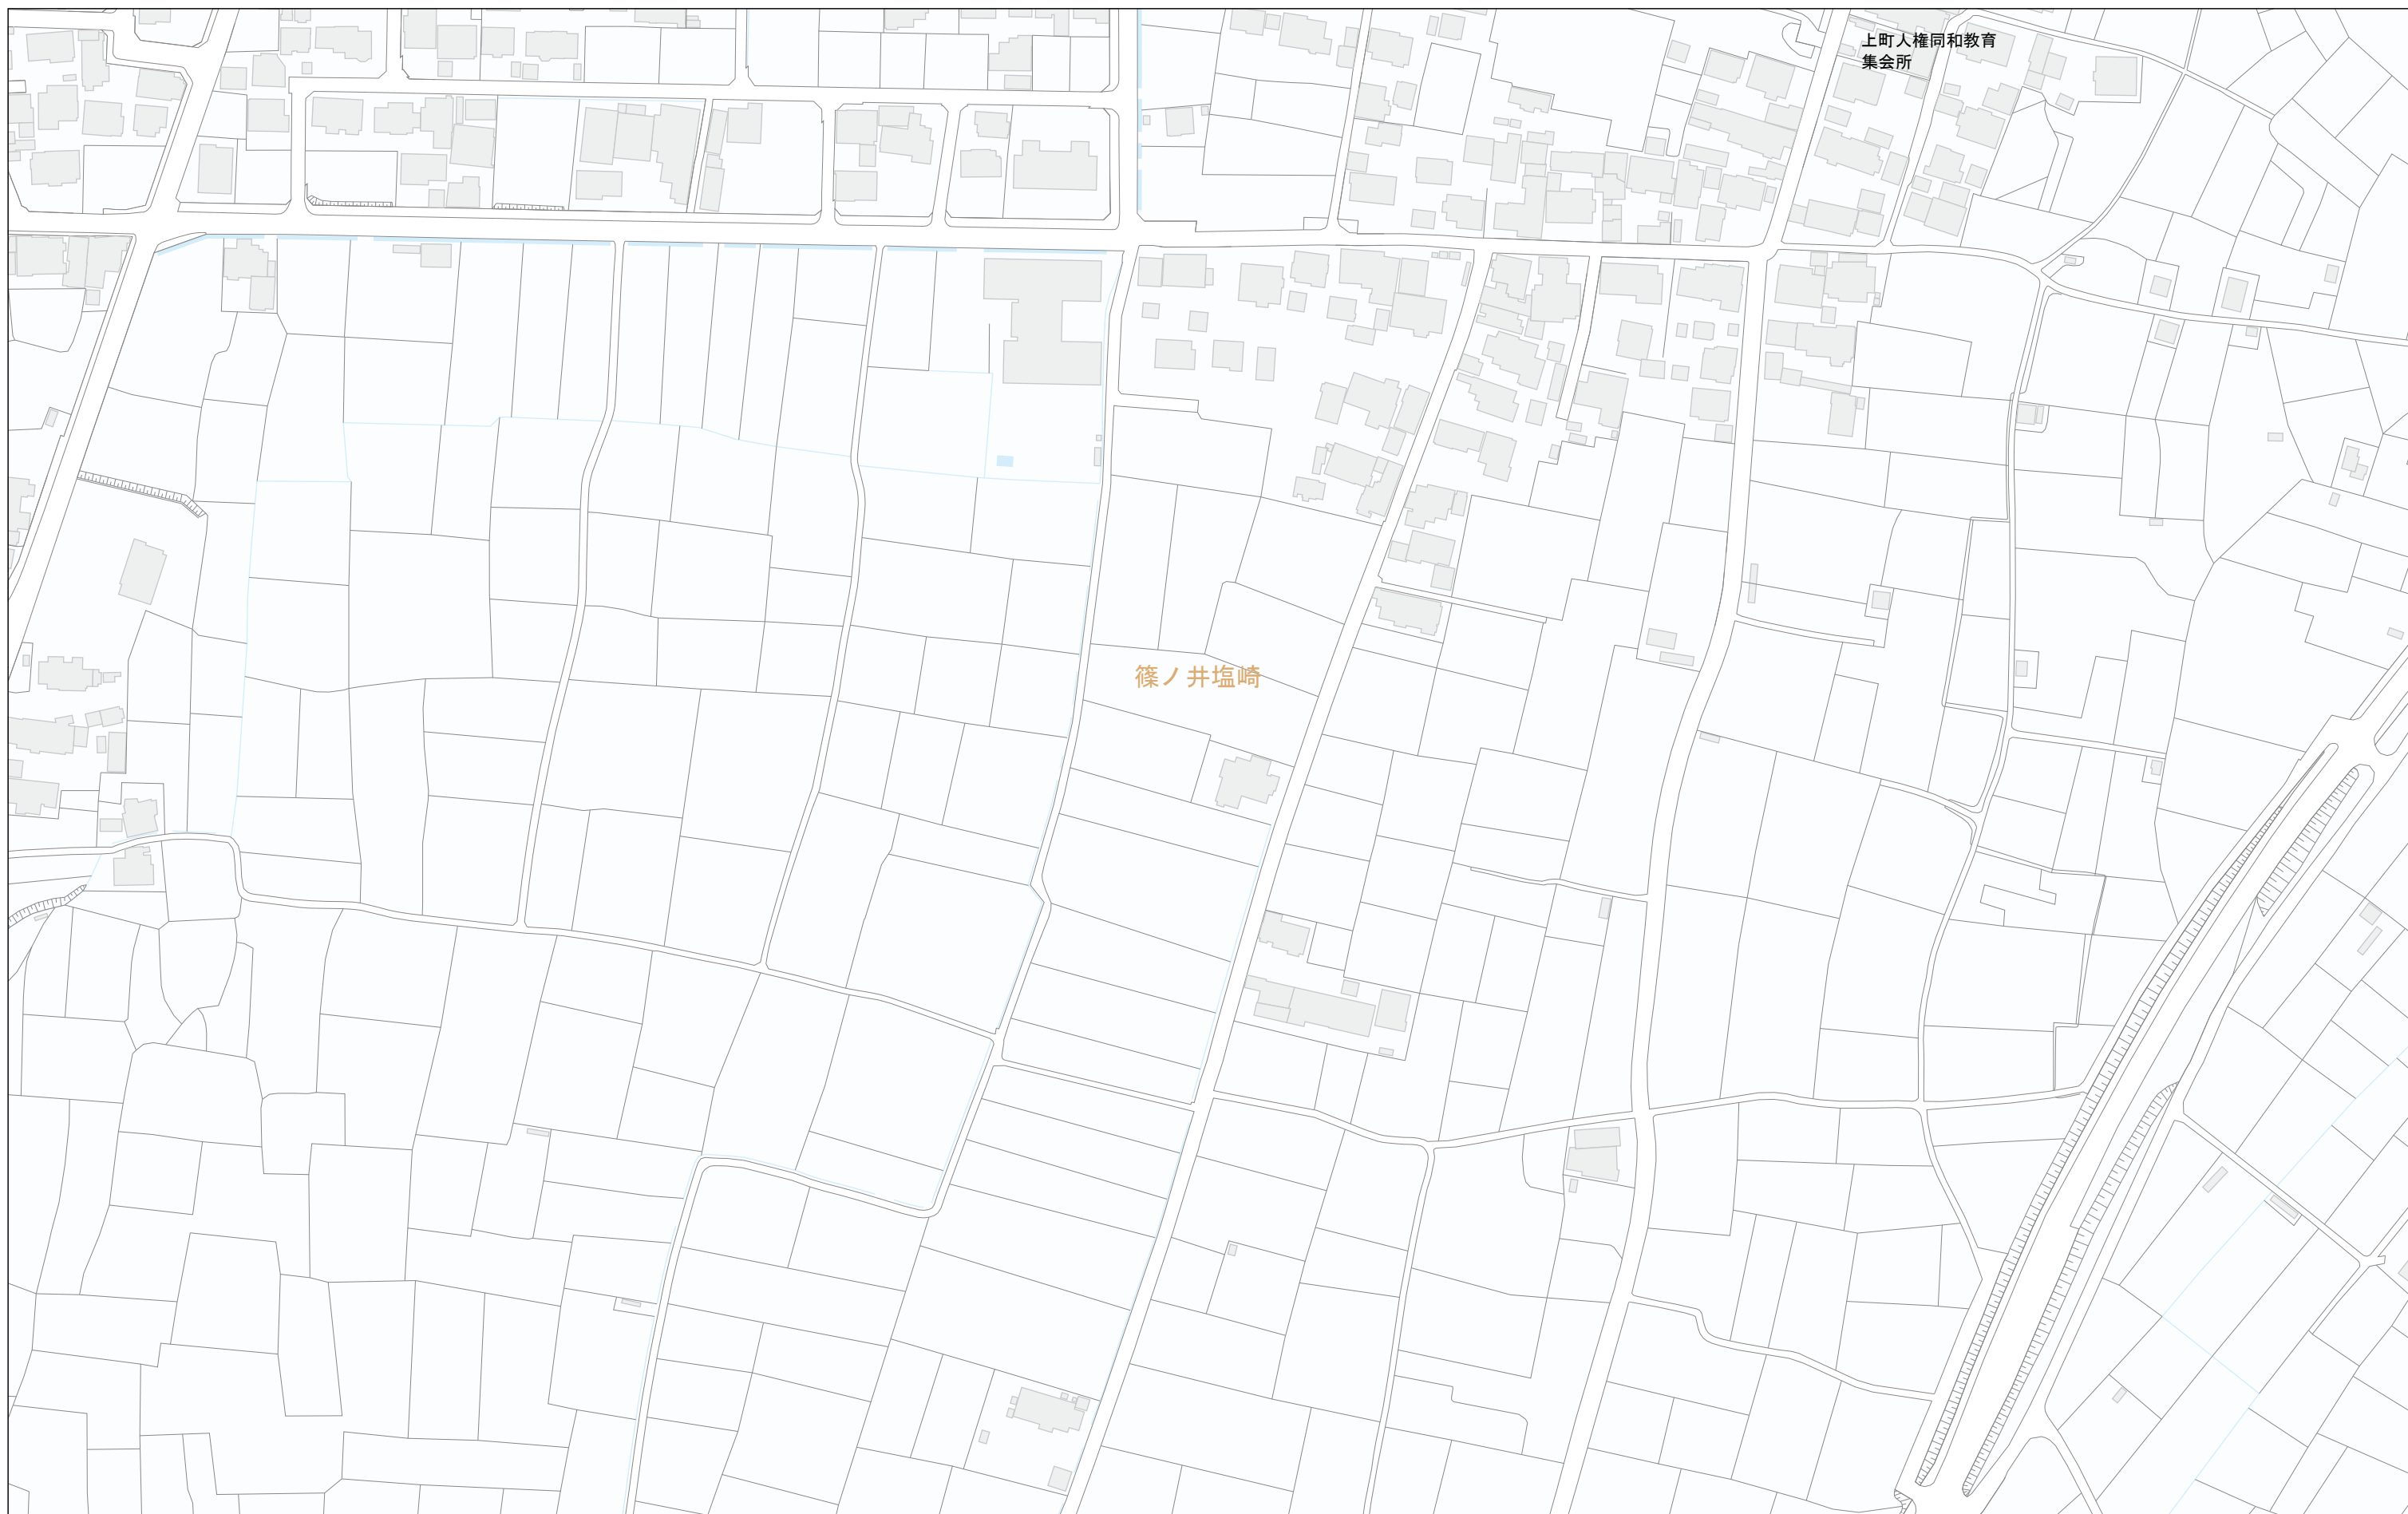 上町人権同和教育
集会所
篠ノ井塩崎